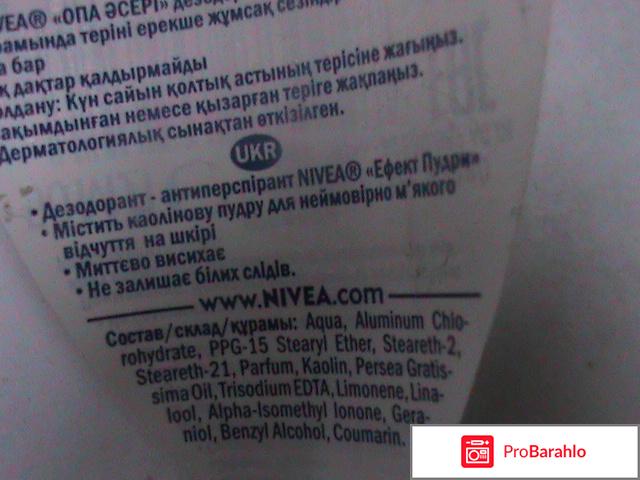 VEA® «ОПА ӘСЕРІ»
рамында теріні ерекше жұмсақ
а бар
қ дақтар қалдырмайды
олдану: Күн сайын қолтық астының терісіне жағыңыз.
ақымдынған немесе қызарған теріге жақпаңыз.
Дерматологиялық сынақтан өткізілген.
UKR
• Дезодорант - антиперспірант NIVEA® «Ефект Пудри»
• Містить каолінову пудру для неймовірно м'якого
відчуття на шкірі
• Миттєво висихає
• Не залишає білих слідів.
www.NIVEA.com
Состав/склад/құрамы: Aqua, Aluminum Chlo-
rohydrate, PPG-15 Stearyl Ether, Steareth-2,
Steareth-21, Parfum, Kaolin, Persea Gratis-
sima Oil, Trisodium EDTA, Limonene, Lina-
lool, Alpha-Isomethyl Ionone, Gera-
niol, Benzyl Alcohol, Coumarin.
ProBarahlo